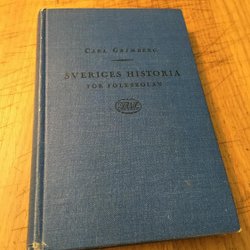 CARL GRIMBERG
SVERIGES HISTORIA
FÖR FOLKSKOLAN